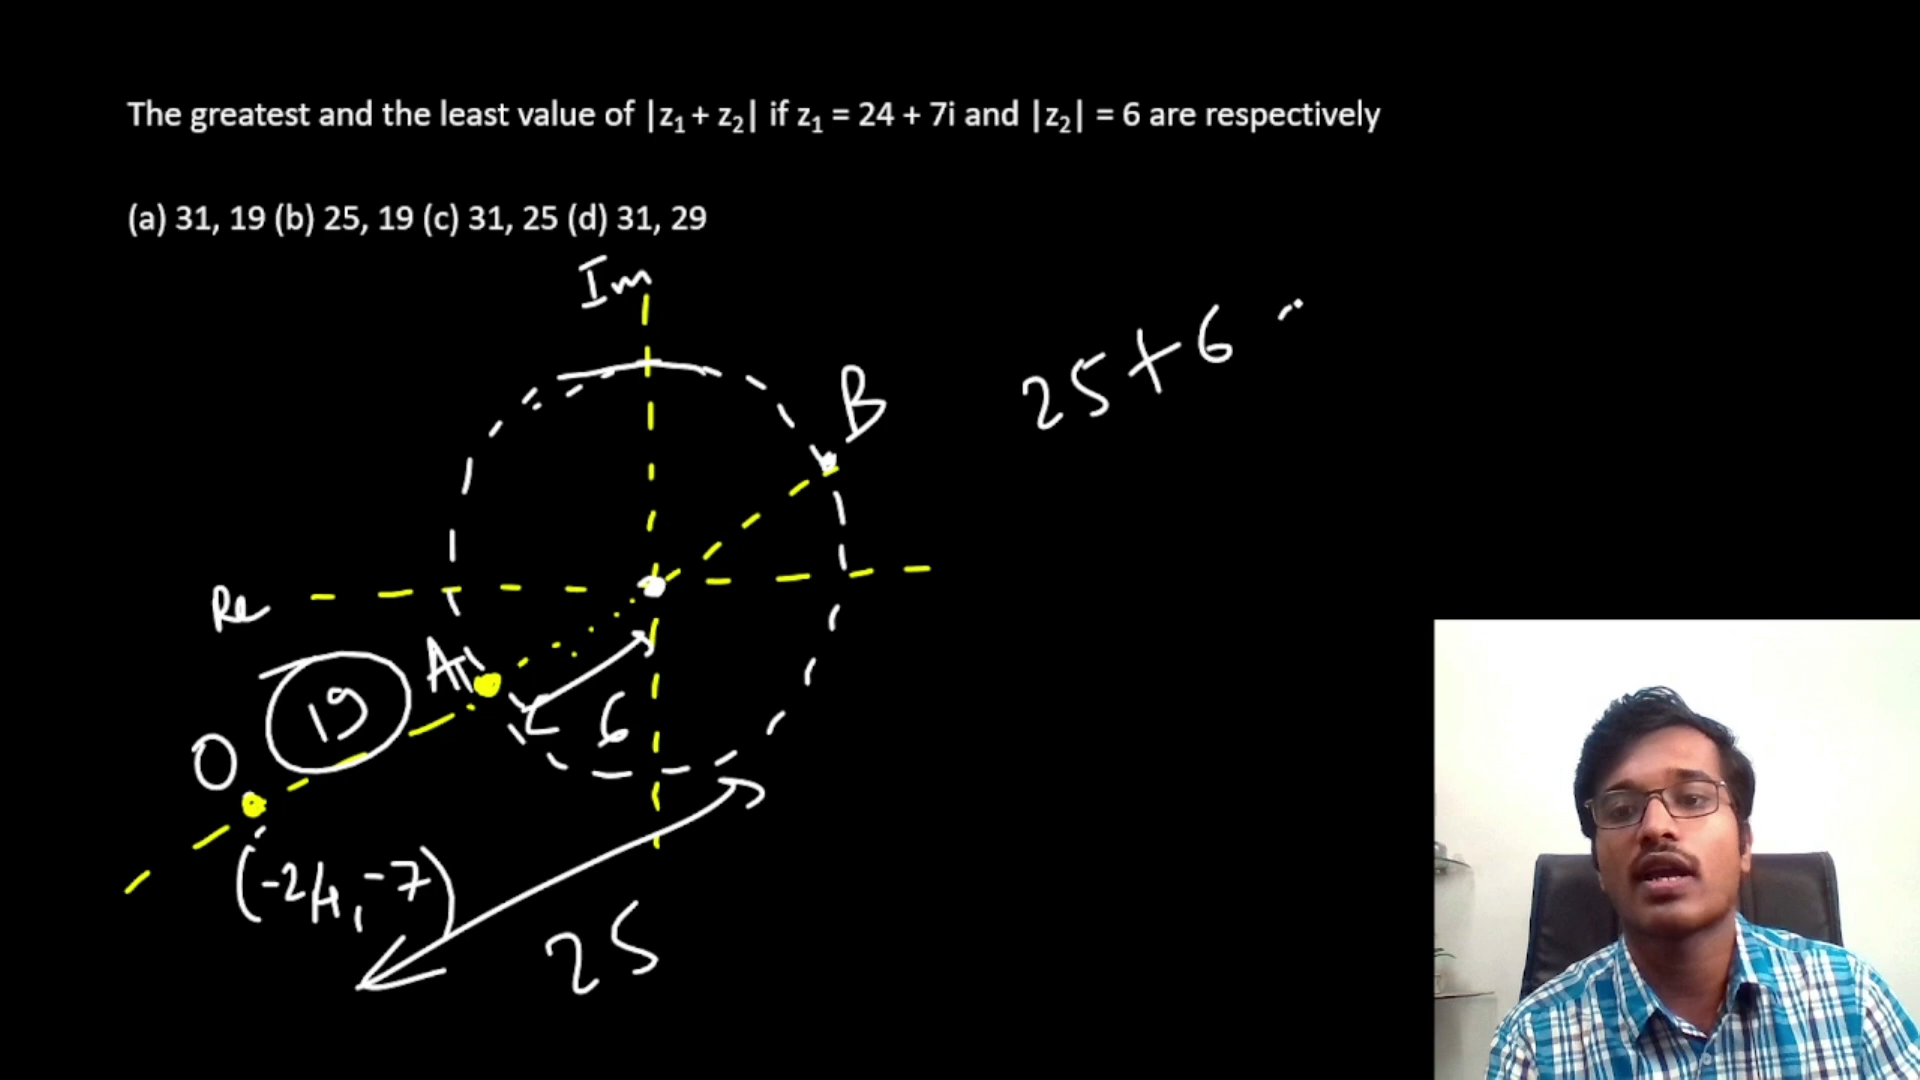 The greatest and the least value of |z₁ + z₂| if z₁ = 24 + 7i and |z₂| = 6 are respectively
(a) 31, 19 (b) 25, 19 (c) 31, 25 (d) 31, 29
Im
25+6
B
Re
A
19
6
O
(-24, -7)
25